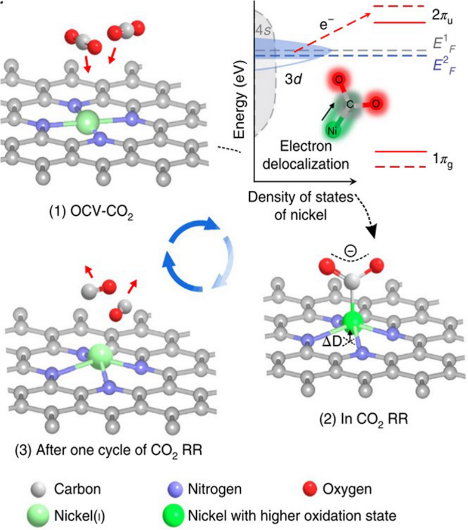 4s
e⁻
2πu
E¹F
E²F
3d
Energy (eV)
O
C
O
Ni
Electron
delocalization
1πg
Density of states
of nickel
(1) OCV-CO₂
ΔD
(2) In CO₂ RR
(3) After one cycle of CO₂ RR
Carbon
Nitrogen
Oxygen
Nickel(I)
Nickel with higher oxidation state